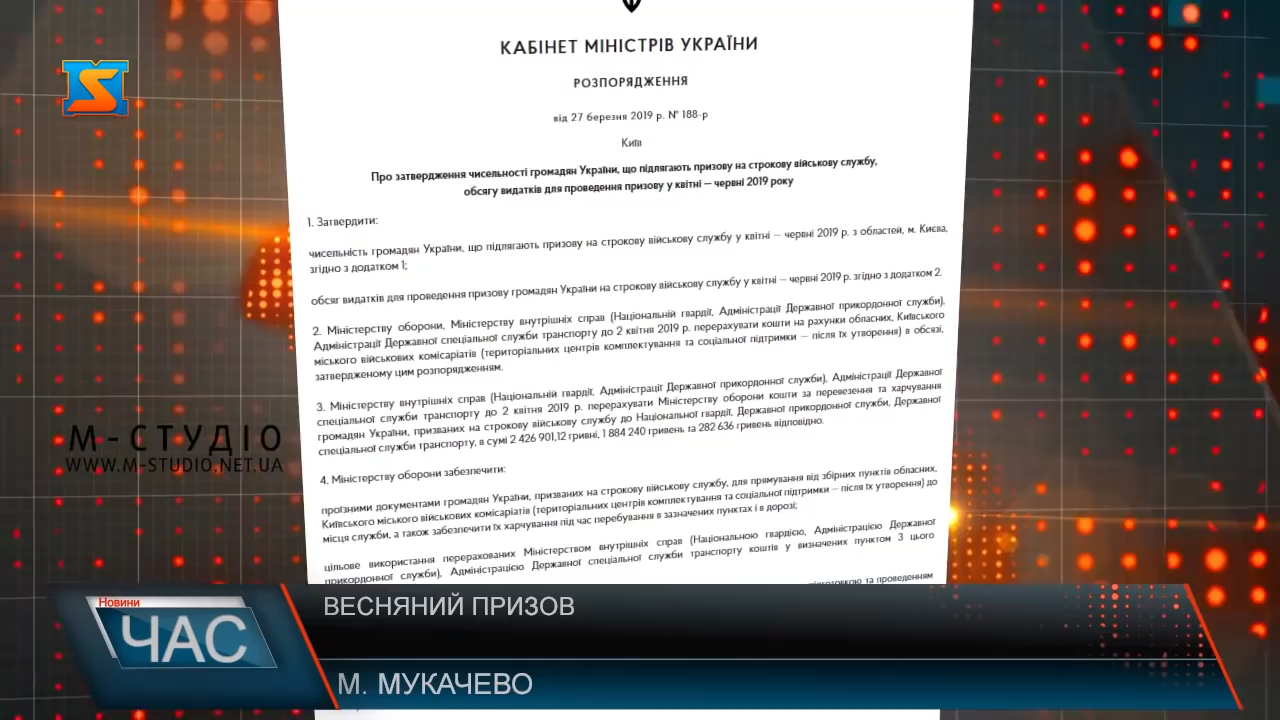 КАБІНЕТ МІНІСТРІВ УКРАЇНИ
РОЗПОРЯДЖЕННЯ
від 27 березня 2019 р. № 188-р
Київ
Про затвердження чисельності громадян України, що підлягають призову на строкову військову службу,
обсягу видатків для проведення призову у квітні — червні 2019 року
1. Затвердити:
чисельність громадян України, що підлягають призову на строкову військову службу у квітні — червні 2019 р. з областей, м. Києва,
згідно з додатком 1;
обсяг видатків для проведення призову громадян України на строкову військову службу у квітні — червні 2019 р. згідно з додатком 2.
2. Міністерству оборони, Міністерству внутрішніх справ (Національній гвардії, Адміністрації Державної прикордонної служби),
Адміністрації Державної спеціальної служби транспорту до 2 квітня 2019 р. перерахувати кошти на рахунки обласних, Київського
міського військових комісаріатів (територіальних центрів комплектування та соціальної підтримки — після їх утворення) в обсязі,
затвердженому цим розпорядженням.
3. Міністерству внутрішніх справ (Національній гвардії, Адміністрації Державної прикордонної служби), Адміністрації Державної
спеціальної служби транспорту до 2 квітня 2019 р. перерахувати Міністерству оборони кошти за перевезення та харчування
громадян України, призваних на строкову військову службу до Національної гвардії, Державної прикордонної служби, Державної
спеціальної служби транспорту, в сумі 2 426 901,12 гривні, 1 884 240 гривень та 282 636 гривень відповідно.
4. Міністерству оборони забезпечити:
проїзними документами громадян України, призваних на строкову військову службу, для прямування від збірних пунктів обласних,
Київського міського військових комісаріатів (територіальних центрів комплектування та соціальної підтримки — після їх утворення) до
місця служби, а також забезпечити їх харчування під час перебування в зазначених пунктах і в дорозі;
цільове використання перерахованих Міністерством внутрішніх справ (Національною гвардією, Адміністрацією Державної
прикордонної служби), Адміністрацією Державної спеціальної служби транспорту коштів у визначених пунктом 3 цього
підготовкою та проведенням
М-СТУДІО
WWW.M-STUDIO.NET.UA
Новини
ЧАС
ВЕСНЯНИЙ ПРИЗОВ
М. МУКАЧЕВО